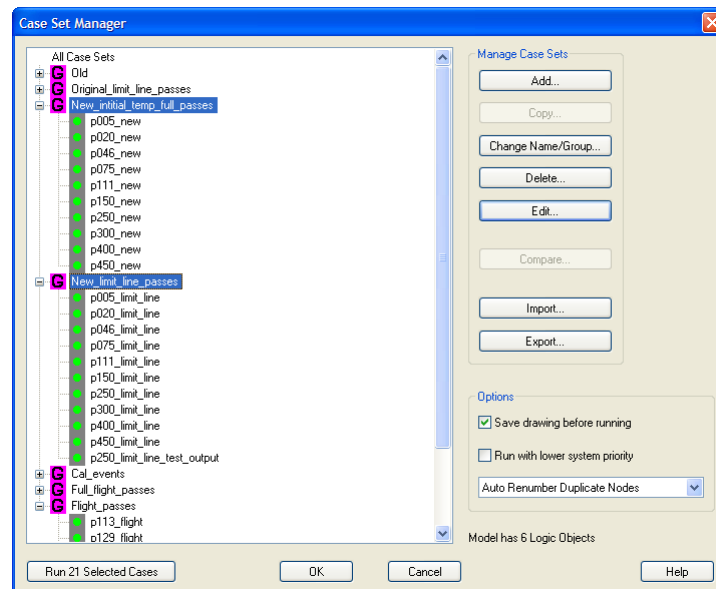 Case Set Manager
All Case Sets
G Old
G Original_limit_line_passes
G New_intitial_temp_full_passes
p005_new
p020_new
p046_new
p075_new
p111_new
p150_new
p250_new
p300_new
p400_new
p450_new
G New_limit_line_passes
p005_limit_line
p020_limit_line
p046_limit_line
p075_limit_line
p111_limit_line
p150_limit_line
p250_limit_line
p300_limit_line
p400_limit_line
p450_limit_line
p250_limit_line_test_output
G Cal_events
G Full_flight_passes
G Flight_passes
p113_flight
p129_flight
Manage Case Sets
Add...
Copy...
Change Name/Group...
Delete...
Edit...
Compare...
Import...
Export...
Options
Save drawing before running
Run with lower system priority
Auto Renumber Duplicate Nodes
Model has 6 Logic Objects
Run 21 Selected Cases
OK
Cancel
Help